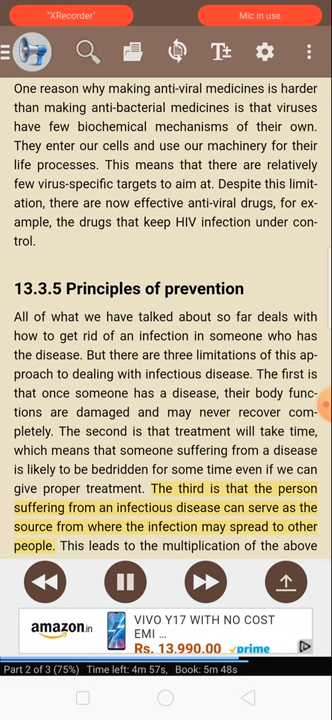 "XRecorder"
Mic in use
One reason why making anti-viral medicines is harder
than making anti-bacterial medicines is that viruses
have few biochemical mechanisms of their own.
They enter our cells and use our machinery for their
life processes. This means that there are relatively
few virus-specific targets to aim at. Despite this limit-
ation, there are now effective anti-viral drugs, for ex-
ample, the drugs that keep HIV infection under con-
trol.
13.3.5 Principles of prevention
All of what we have talked about so far deals with
how to get rid of an infection in someone who has
the disease. But there are three limitations of this ap-
proach to dealing with infectious disease. The first is
that once someone has a disease, their body func-
tions are damaged and may never recover com-
pletely. The second is that treatment will take time,
which means that someone suffering from a disease
is likely to be bedridden for some time even if we can
give proper treatment. The third is that the person
suffering from an infectious disease can serve as the
source from where the infection may spread to other
people. This leads to the multiplication of the above
amazon.in
VIVO Y17 WITH NO COST
EMI ...
Rs. 13,990.00 prime
Part 2 of 3 (75%) Time left: 4m 57s, Book: 5m 48s